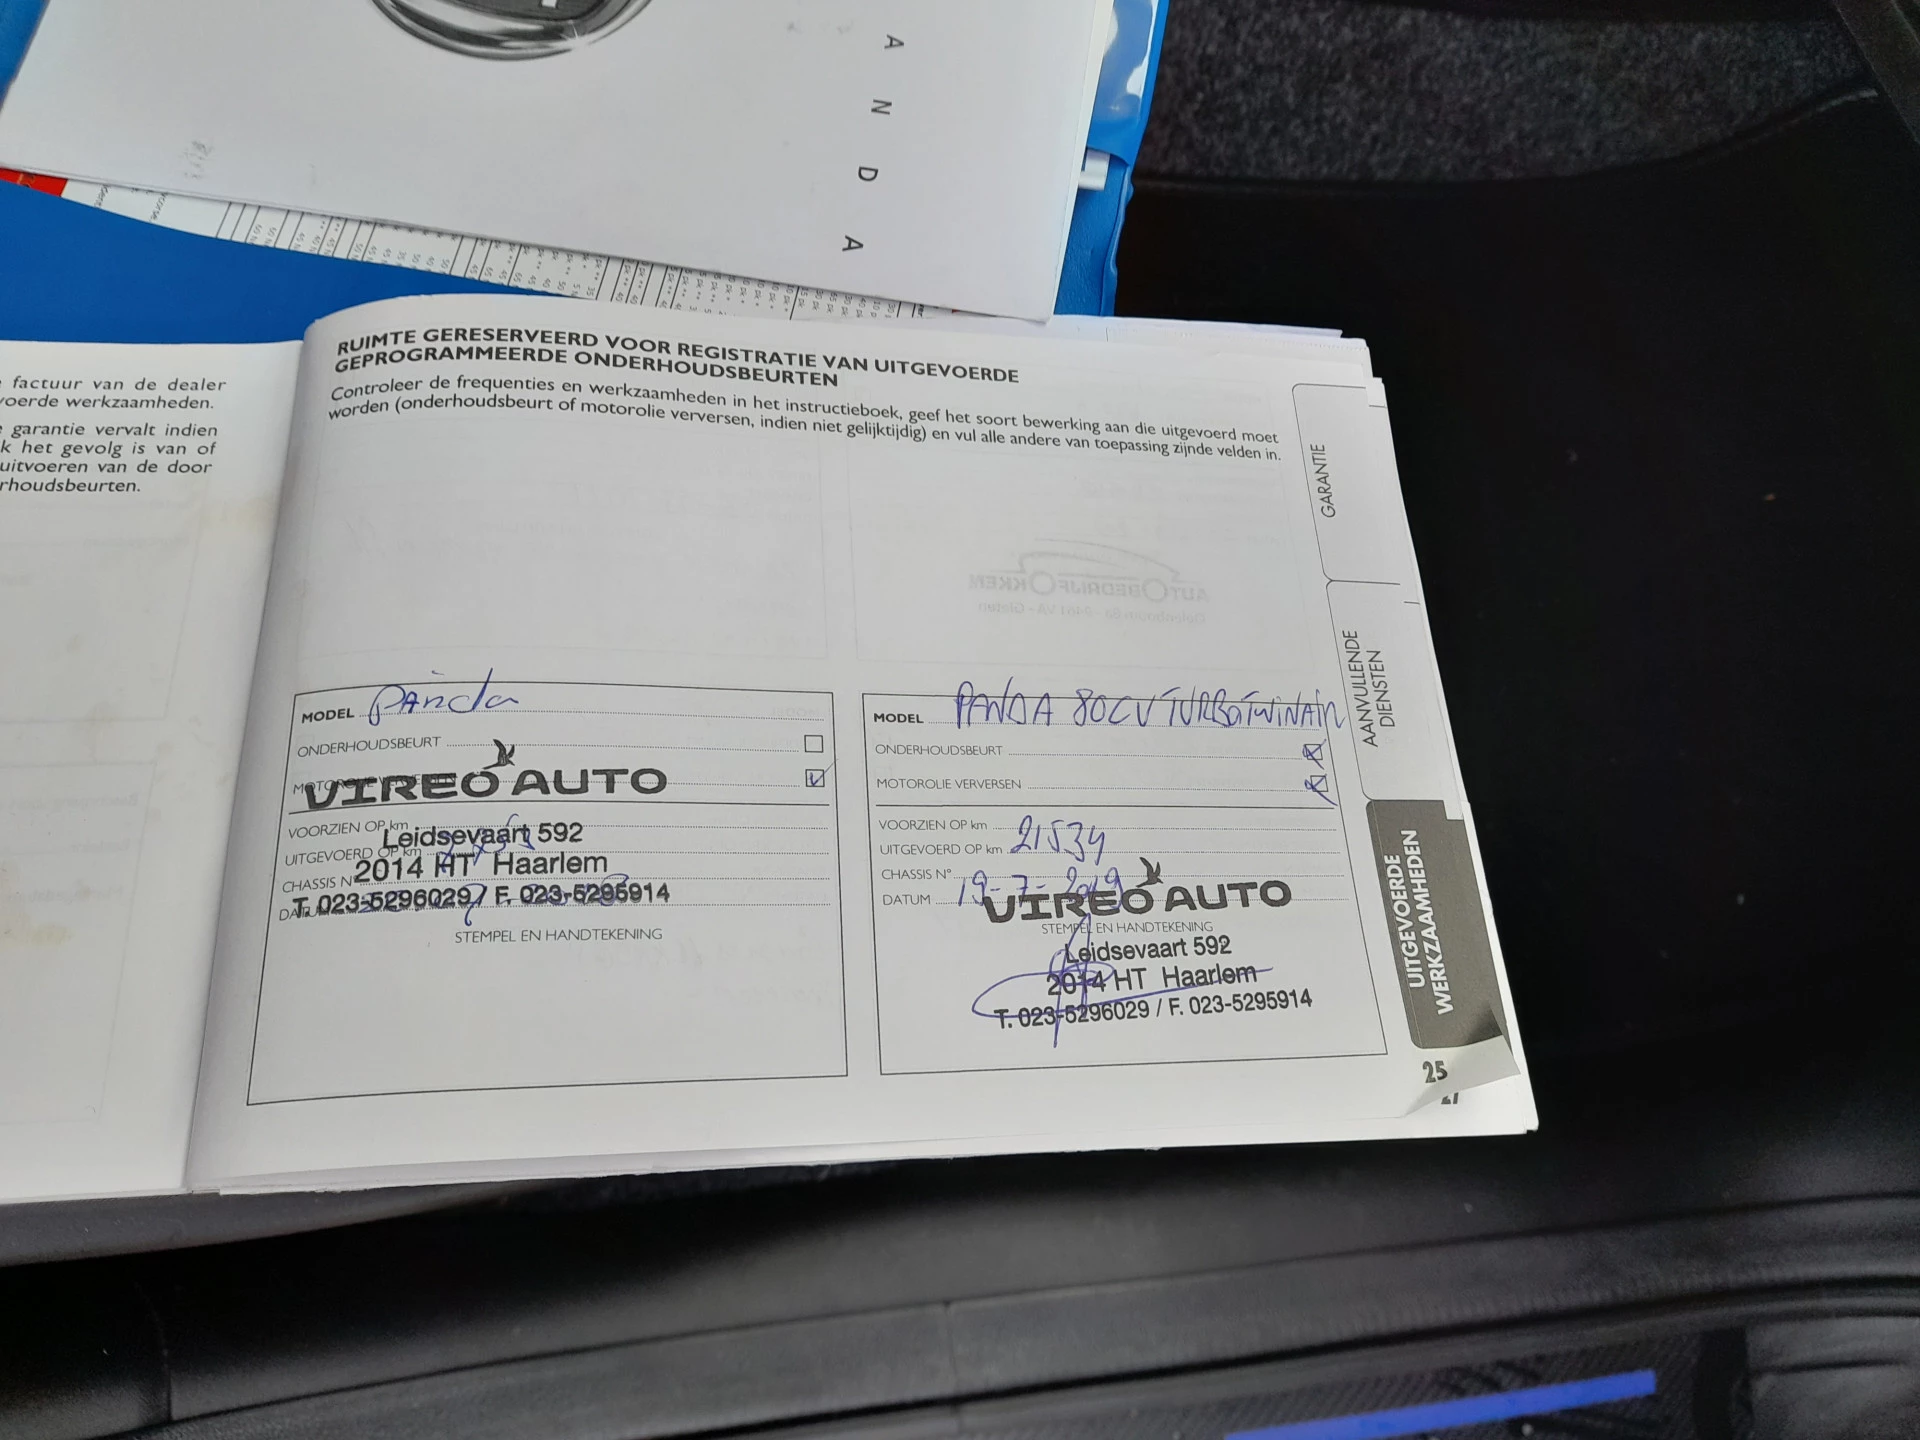 A N D A
factuur van de dealer
voerde werkzaamheden.
garantie vervalt indien
k het gevolg is van of
uitvoeren van de door
rhoudsbeurten.
RUIMTE GERESERVEERD VOOR REGISTRATIE VAN UITGEVOERDE
GEPROGRAMMEERDE ONDERHOUDSBEURTEN
Controleer de frequenties en werkzaamheden in het instructieboek, geef het soort bewerking aan die uitgevoerd moet
worden (onderhoudsbeurt of motorolie verversen, indien niet gelijktijdig) en vul alle andere van toepassing zijnde velden in.
MODEL Panda
ONDERHOUDSBEURT
VIREO AUTO
VOORZIEN OP km
Leidsevaart 592
UITGEVOERD OP km
2014 HT Haarlem
CHASSIS N°
T. 023-5296029 / F. 023-5295914
STEMPEL EN HANDTEKENING
MODEL PANDA 80CV TURBOTWINAIR
ONDERHOUDSBEURT
MOTOROLIE VERVERSEN
VOORZIEN OP km
UITGEVOERD OP km 21534
CHASSIS N°
DATUM 19-7-2019
VIREO AUTO
STEMPEL EN HANDTEKENING
Leidsevaart 592
2014 HT Haarlem
T. 023-5296029 / F. 023-5295914
GARANTIE
AANVULLENDE
DIENSTEN
UITGEVOERDE
WERKZAAMHEDEN
25
27